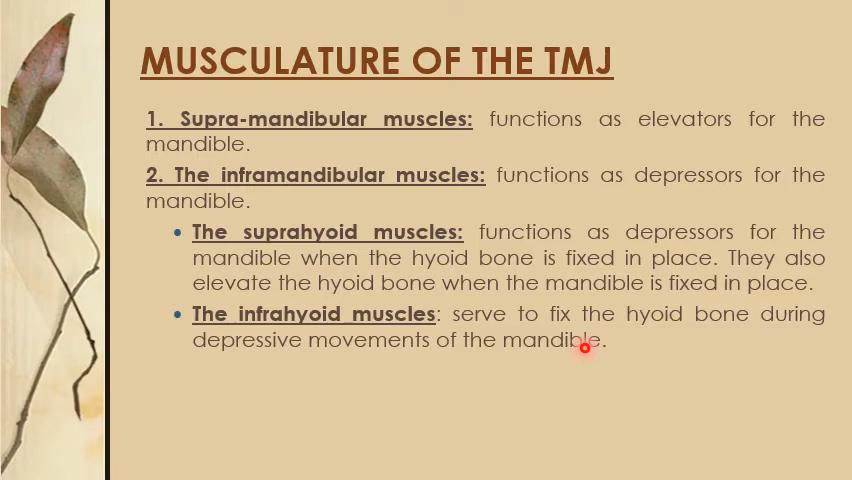 MUSCULATURE OF THE TMJ
1. Supra-mandibular muscles: functions as elevators for the
mandible.
2. The inframandibular muscles: functions as depressors for the
mandible.
• The suprahyoid muscles: functions as depressors for the
mandible when the hyoid bone is fixed in place. They also
elevate the hyoid bone when the mandible is fixed in place.
• The infrahyoid muscles: serve to fix the hyoid bone during
depressive movements of the mandible.